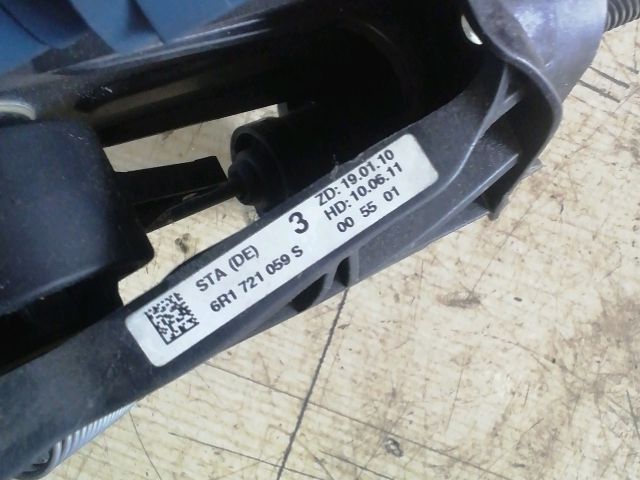 STA (DE)
6R1 721 059 S
3
ZD: 19.01.10
HD: 10.06.11
00 55 01